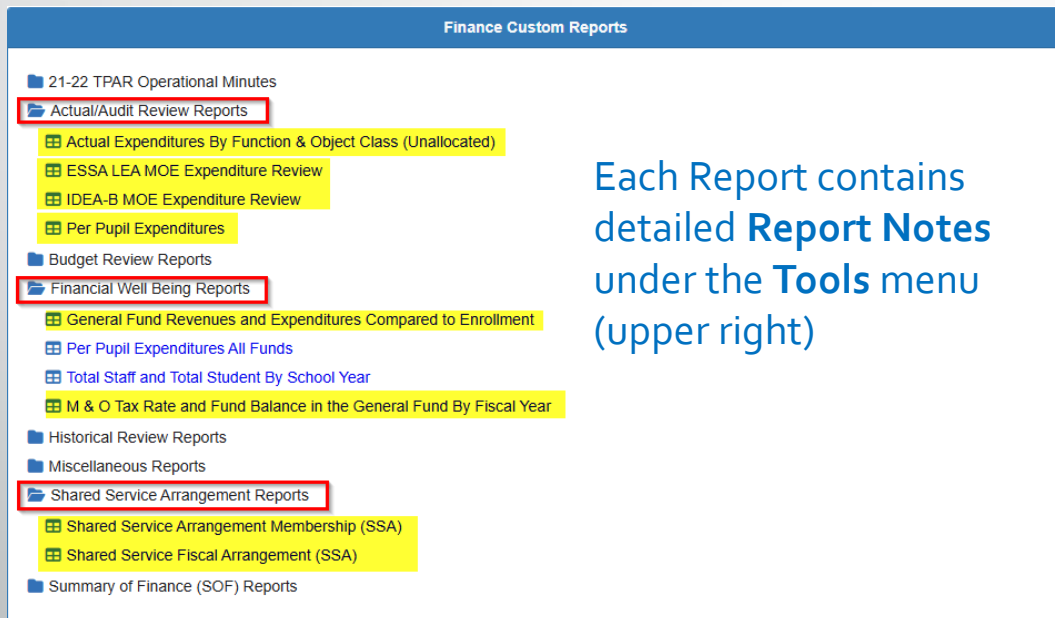 Finance Custom Reports
21-22 TPAR Operational Minutes
Actual/Audit Review Reports
Actual Expenditures By Function & Object Class (Unallocated)
ESSA LEA MOE Expenditure Review
IDEA-B MOE Expenditure Review
Per Pupil Expenditures
Budget Review Reports
Financial Well Being Reports
General Fund Revenues and Expenditures Compared to Enrollment
Per Pupil Expenditures All Funds
Total Staff and Total Student By School Year
M & O Tax Rate and Fund Balance in the General Fund By Fiscal Year
Historical Review Reports
Miscellaneous Reports
Shared Service Arrangement Reports
Shared Service Arrangement Membership (SSA)
Shared Service Fiscal Arrangement (SSA)
Summary of Finance (SOF) Reports
Each Report contains
detailed Report Notes
under the Tools menu
(upper right)